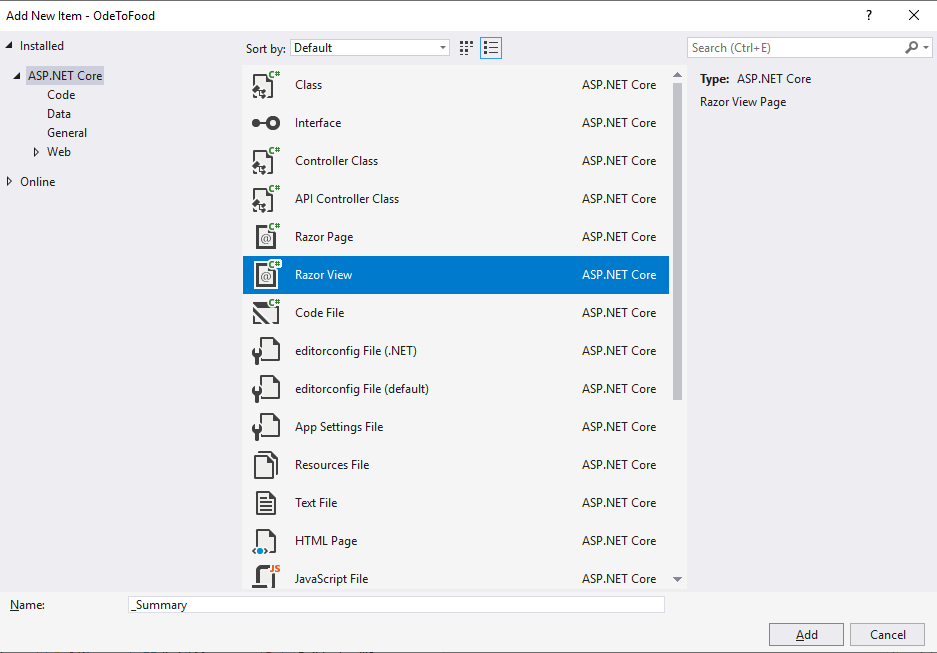 Add New Item - OdeToFood
?
Installed
ASP.NET Core
Code
Data
General
Web
Online
Sort by: Default
Class ASP.NET Core
Interface ASP.NET Core
Controller Class ASP.NET Core
API Controller Class ASP.NET Core
Razor Page ASP.NET Core
Razor View ASP.NET Core
Code File ASP.NET Core
editorconfig File (.NET) ASP.NET Core
editorconfig File (default) ASP.NET Core
App Settings File ASP.NET Core
Resources File ASP.NET Core
Text File ASP.NET Core
HTML Page ASP.NET Core
JavaScript File ASP.NET Core
Search (Ctrl+E)
Type: ASP.NET Core
Razor View Page
Name: _Summary
Add Cancel